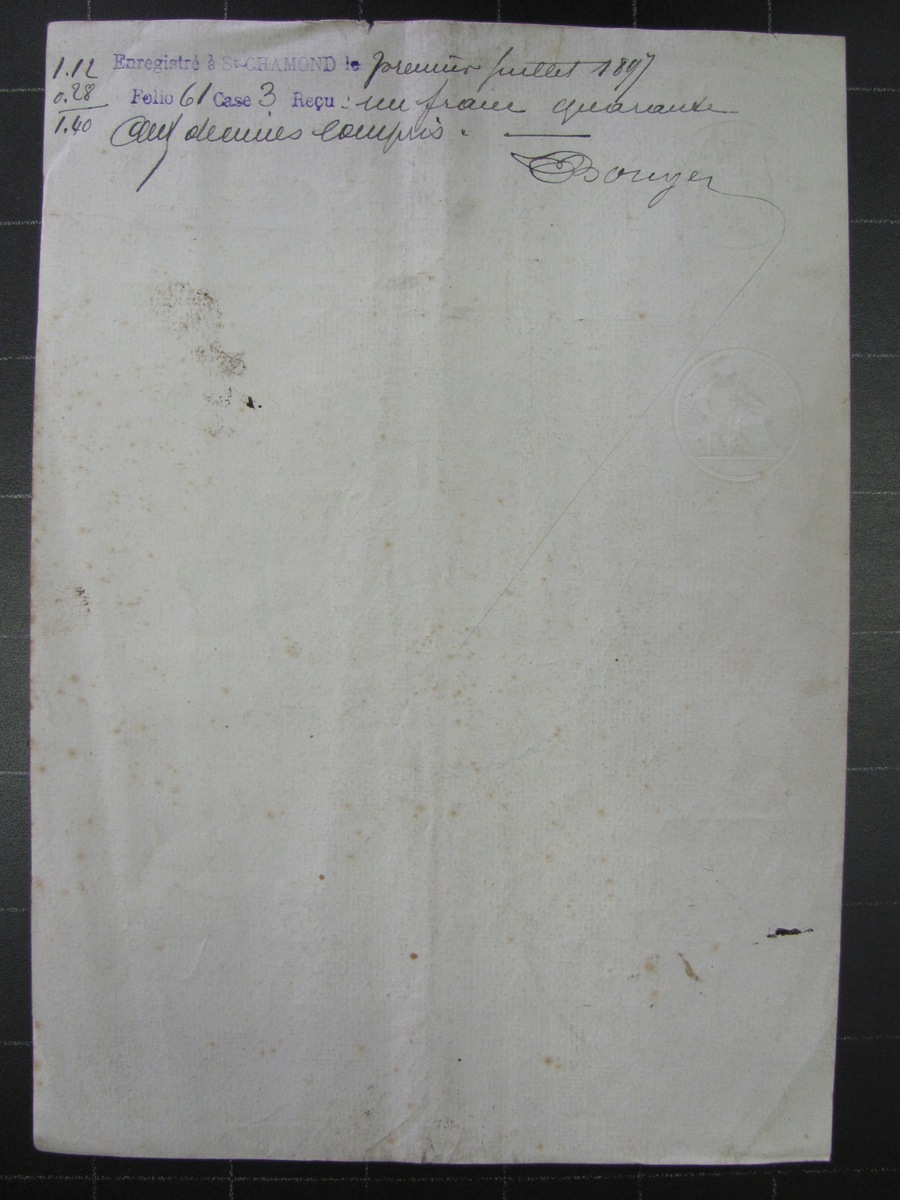 1.12 Enregistré à St-CHAMOND le premier juillet 1897
0.28 Folio 61 Case 3 Reçu : un franc quarante
1.40 cent décimes compris.
Bouyer